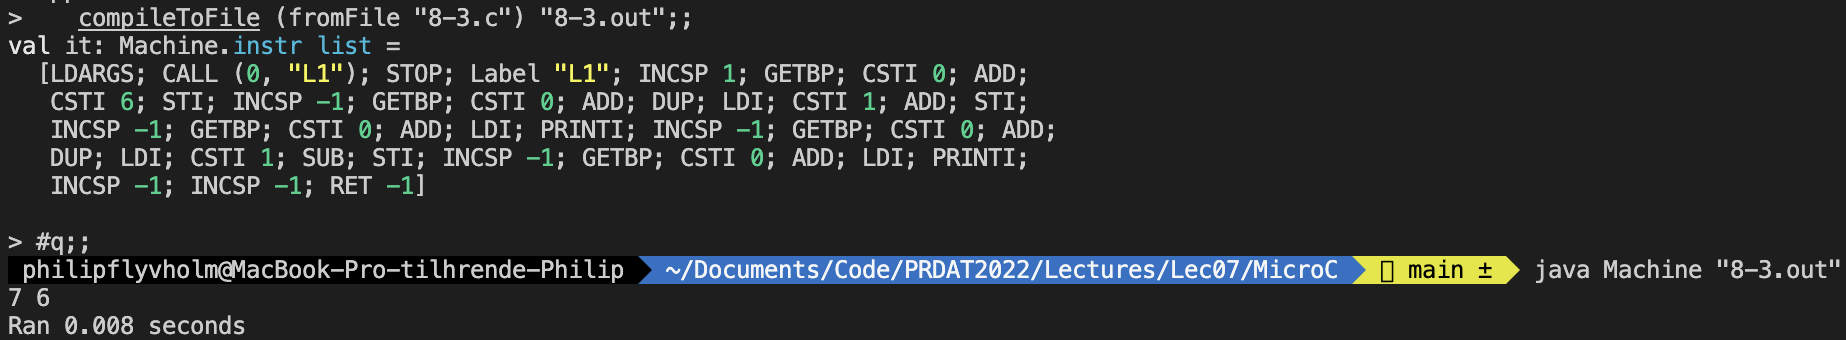 >    compileToFile (fromFile "8-3.c") "8-3.out";;
val it: Machine.instr list =
  [LDARGS; CALL (0, "L1"); STOP; Label "L1"; INCSP 1; GETBP; CSTI 0; ADD;
   CSTI 6; STI; INCSP -1; GETBP; CSTI 0; ADD; DUP; LDI; CSTI 1; ADD; STI;
   INCSP -1; GETBP; CSTI 0; ADD; LDI; PRINTI; INCSP -1; GETBP; CSTI 0; ADD;
   DUP; LDI; CSTI 1; SUB; STI; INCSP -1; GETBP; CSTI 0; ADD; LDI; PRINTI;
   INCSP -1; INCSP -1; RET -1]
> #q;;
philipflyvholm@MacBook-Pro-tilhrende-Philip ~/Documents/Code/PRDAT2022/Lectures/Lec07/MicroC main ± java Machine "8-3.out"
7 6
Ran 0.008 seconds